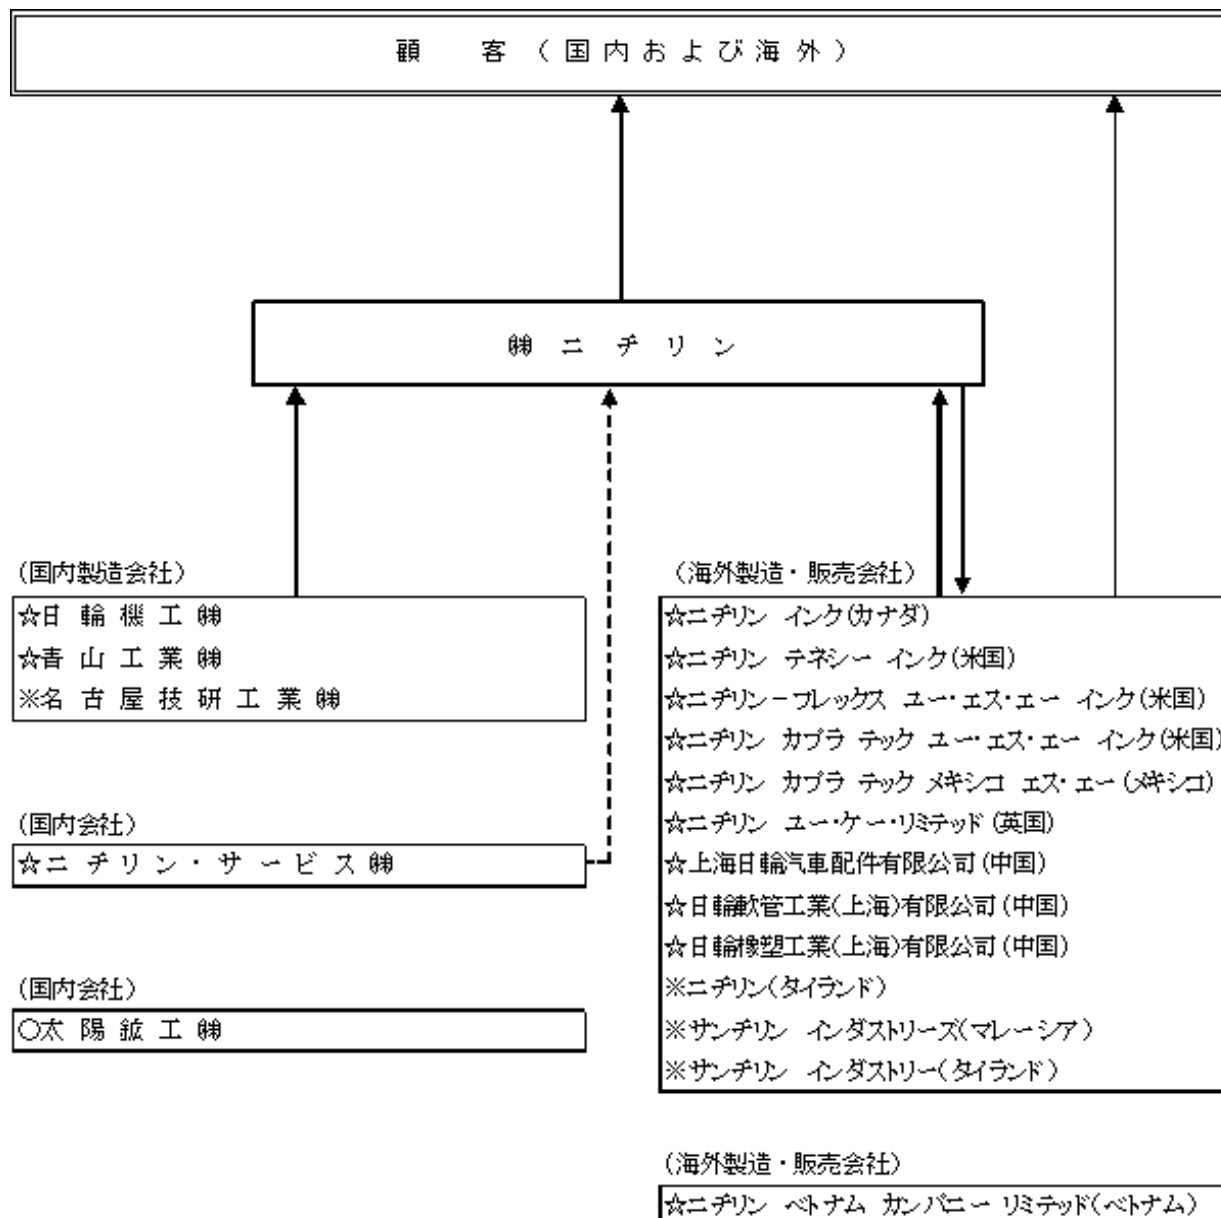 顧　客（国内および海外）
㈱ニチリン
（国内製造会社）
☆日輪機工㈱
☆青山工業㈱
※名古屋技研工業㈱
（国内会社）
☆ニチリン・サービス㈱
（国内会社）
○太陽鉱工㈱
（海外製造・販売会社）
☆ニチリン インク(カナダ)
☆ニチリン テネシー インク(米国)
☆ニチリン－フレックス ユー・エス・エー インク(米国)
☆ニチリン カプラ テック ユー・エス・エー インク(米国)
☆ニチリン カプラ テック メキシコ エス・エー(メキシコ)
☆ニチリン ユー・ケー・リミテッド(英国)
☆上海日輪汽車配件有限公司(中国)
☆日輪軟管工業(上海)有限公司(中国)
☆日輪橡塑工業(上海)有限公司(中国)
※ニチリン(タイランド)
※サンチリン インダストリーズ(マレーシア)
※サンチリン インダストリー(タイランド)
（海外製造・販売会社）
☆ニチリン ベトナム カンパニー リミテッド(ベトナム)